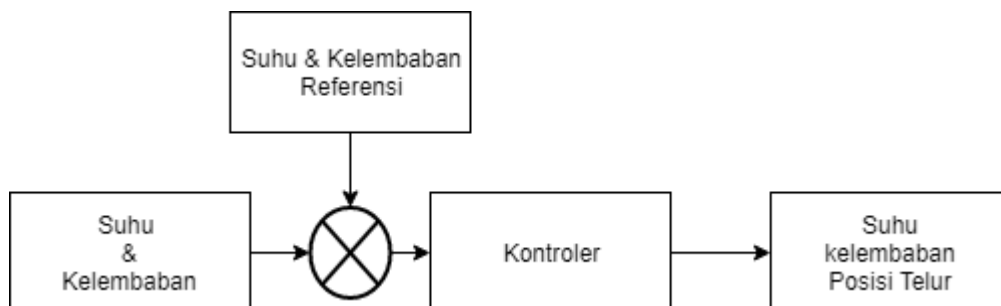 Suhu & Kelembaban
Referensi
Suhu
&
Kelembaban
Kontroler
Suhu
kelembaban
Posisi Telur